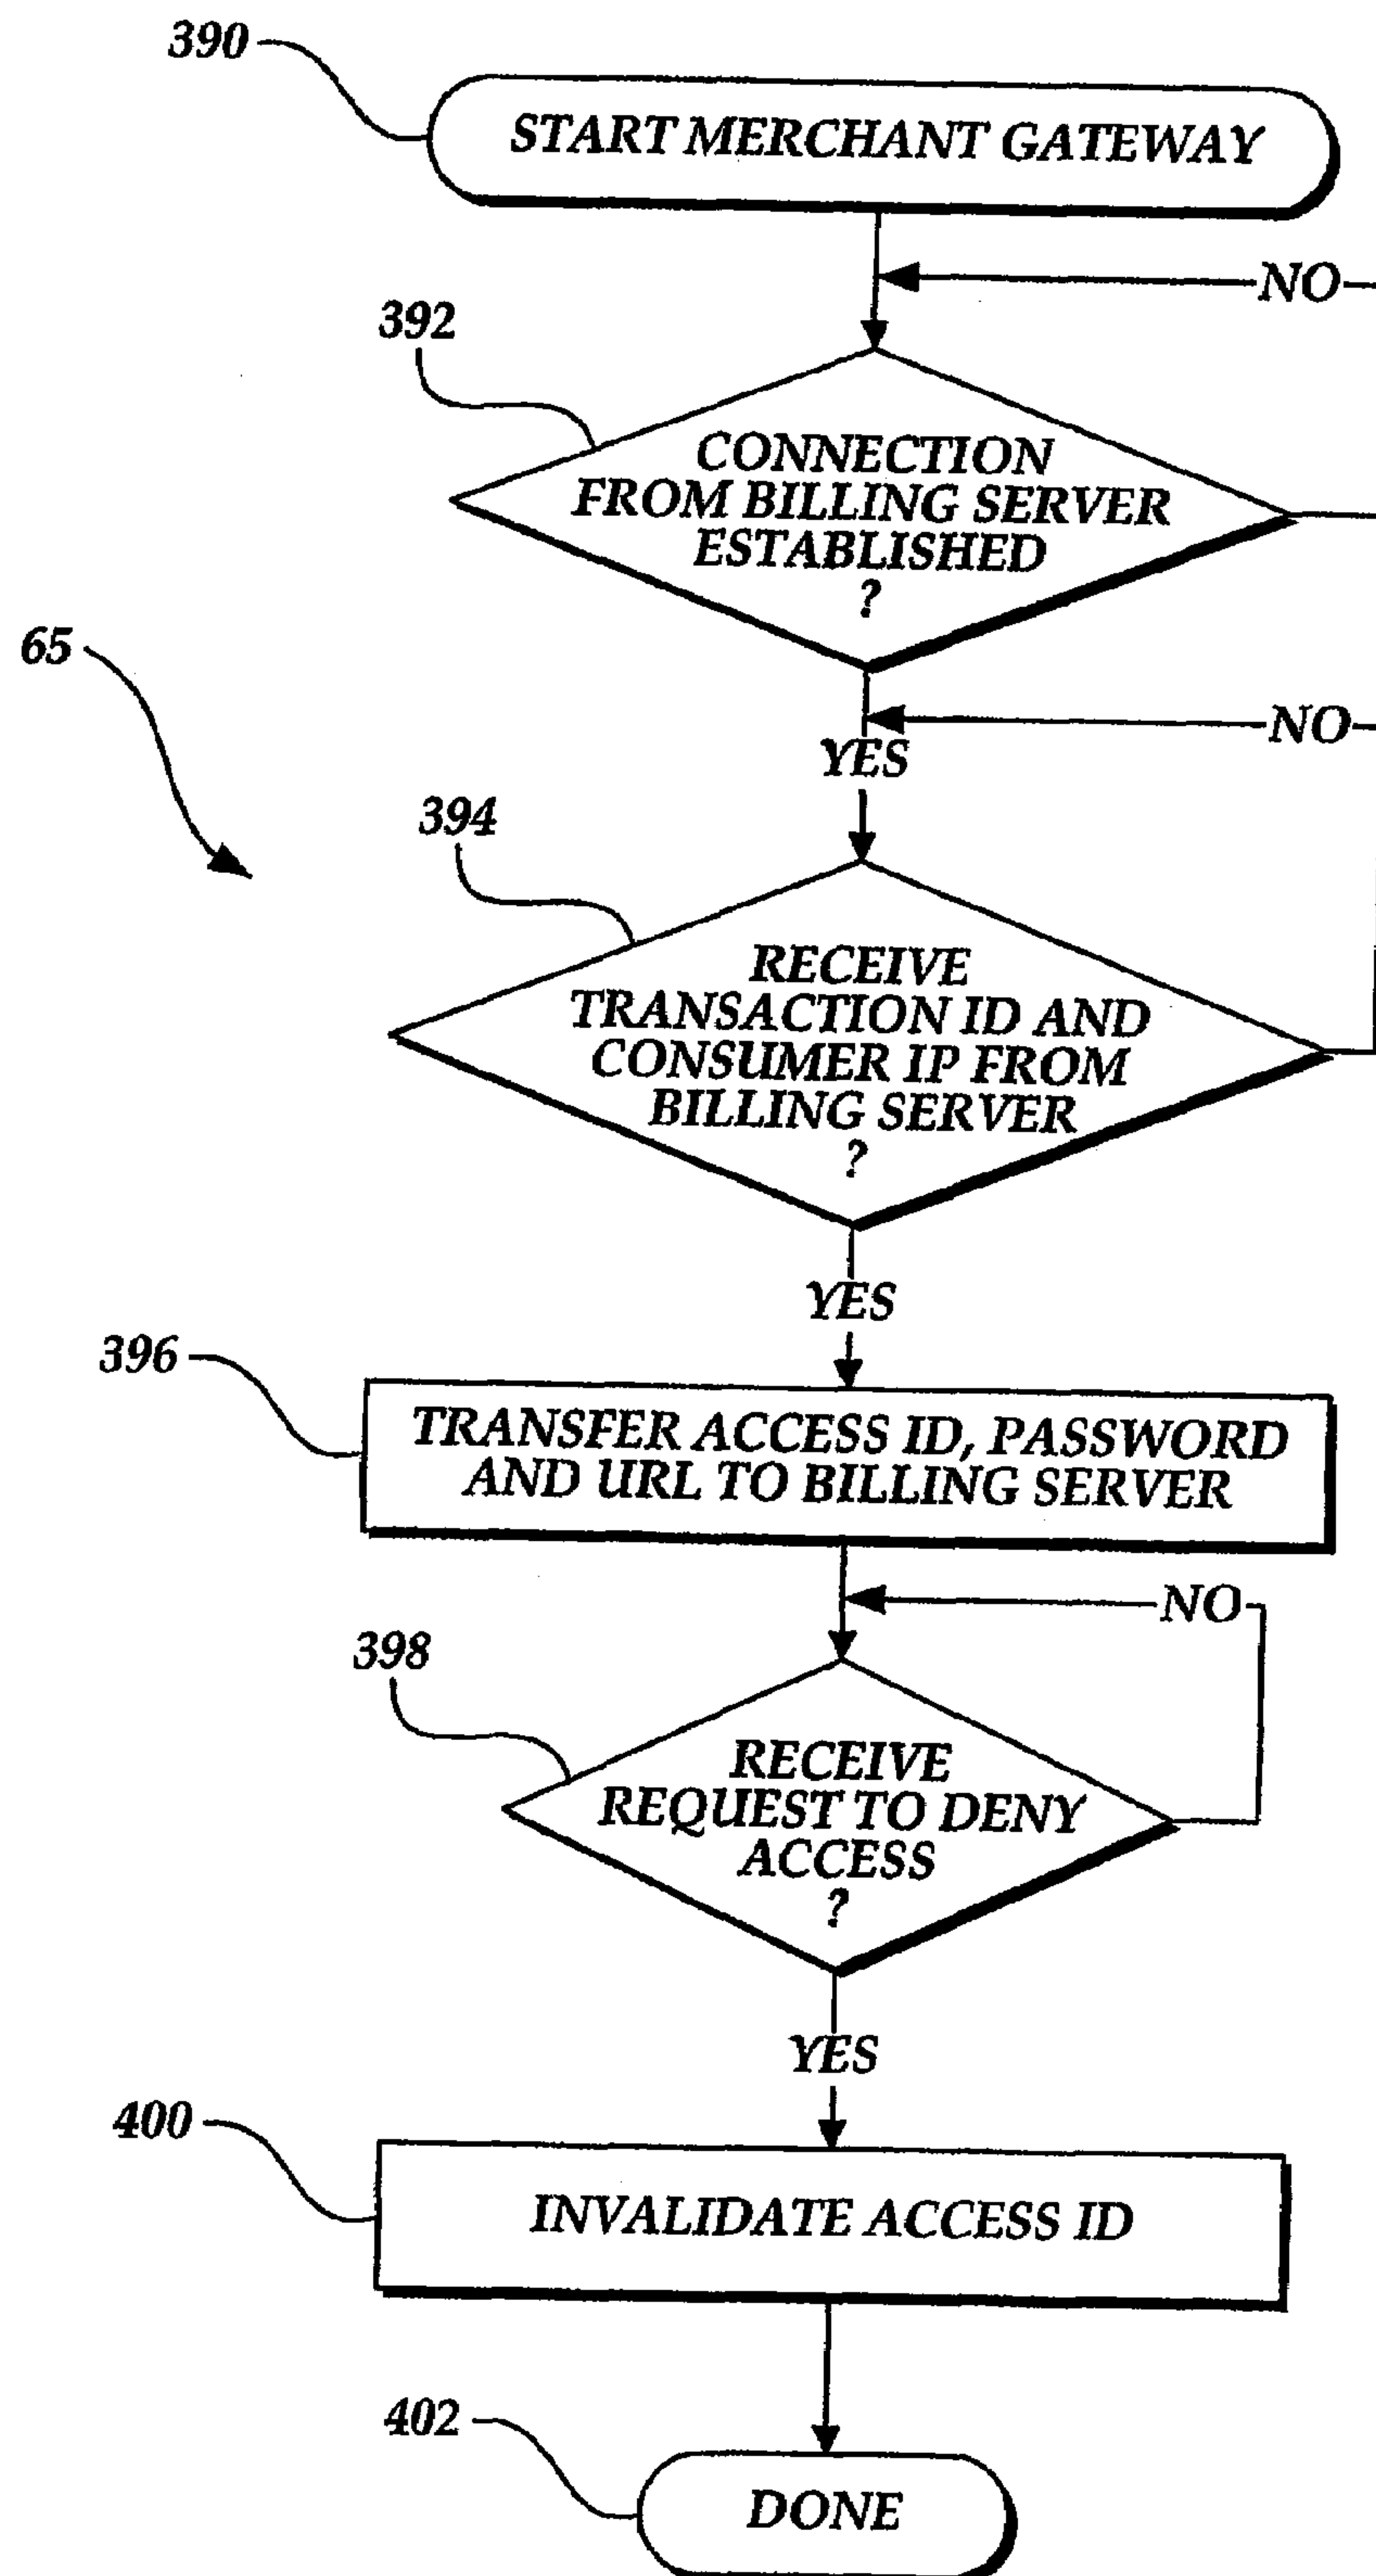 390
START MERCHANT GATEWAY
NO
392
CONNECTION
FROM BILLING SERVER
ESTABLISHED
?
65
NO
YES
394
RECEIVE
TRANSACTION ID AND
CONSUMER IP FROM
BILLING SERVER
?
YES
396
TRANSFER ACCESS ID, PASSWORD
AND URL TO BILLING SERVER
NO
398
RECEIVE
REQUEST TO DENY
ACCESS
?
YES
400
INVALIDATE ACCESS ID
402
DONE